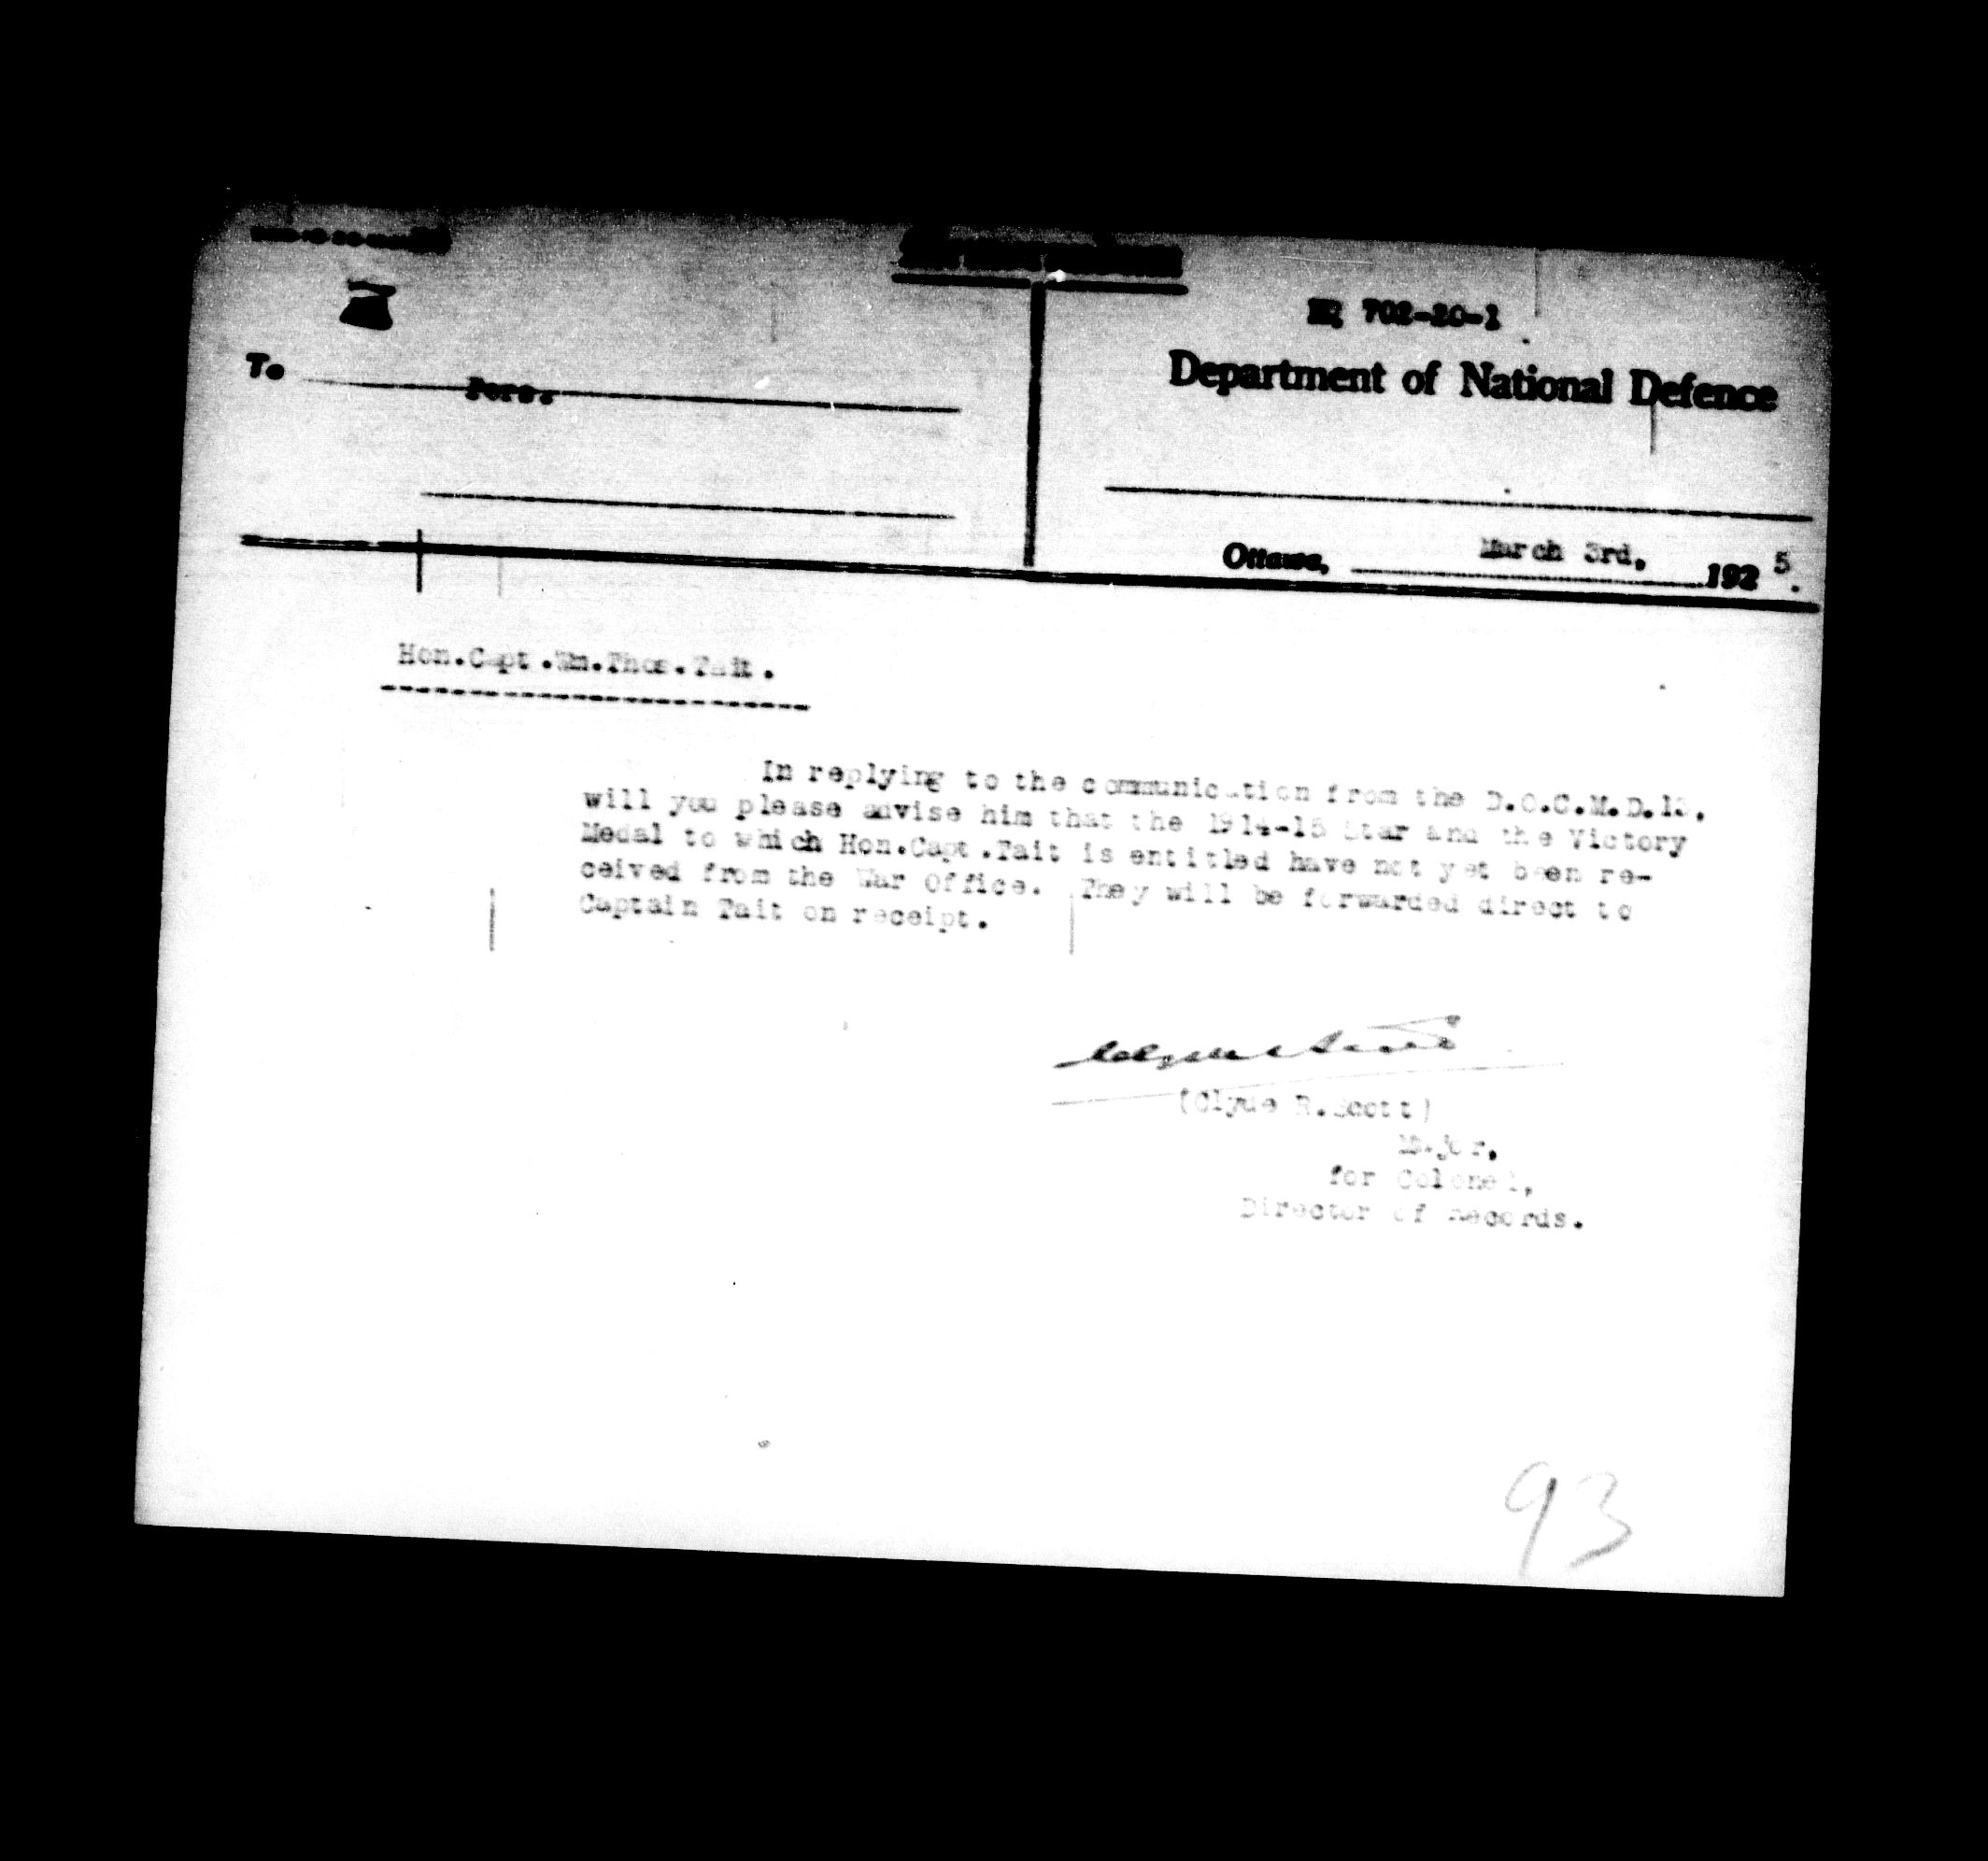 HQ 702-20-1
To Pers.
Department of National Defence
Ottawa, March 3rd, 1925.
Hon.Capt.Wm.Thos.Tait.
In replying to the communication from the D.O.C.M.D.13,
will you please advise him that the 1914-15 Star and the Victory
Medal to which Hon.Capt.Tait is entitled have not yet been re-
ceived from the War Office. They will be forwarded direct to
Captain Tait on receipt.
(Clyde R.Scott)
Major,
for Colonel,
Director of Records.
93